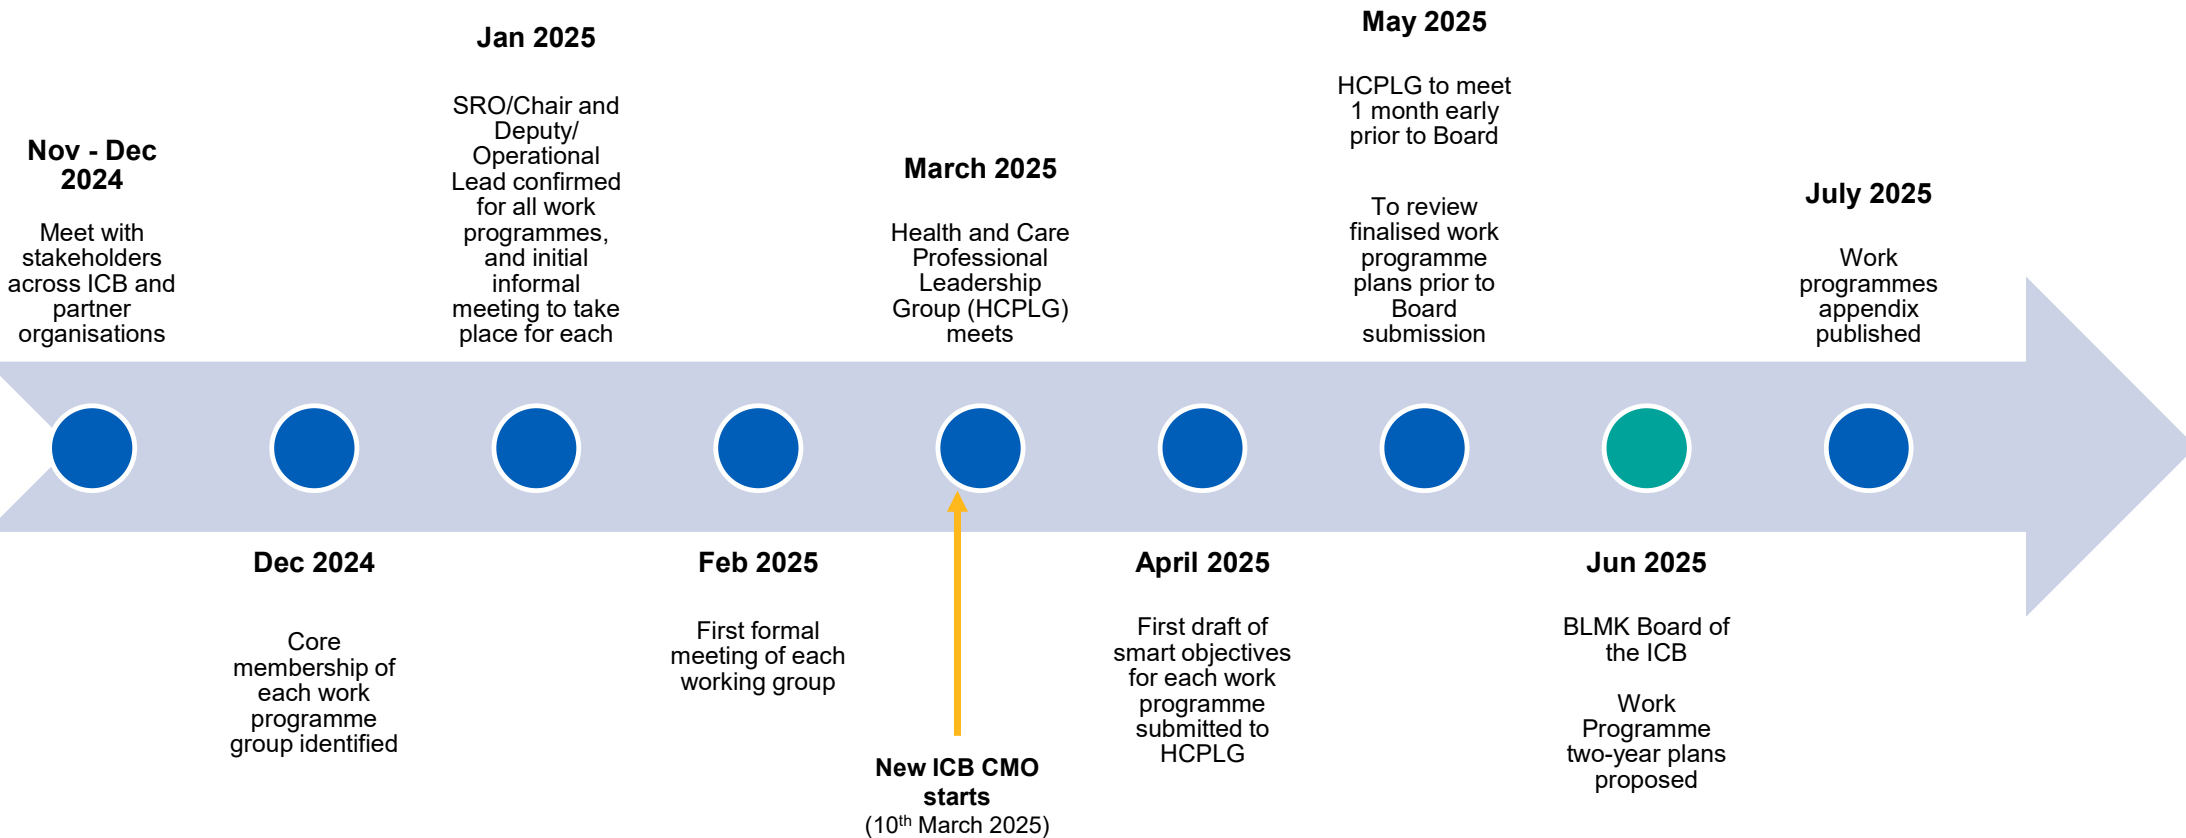 Nov - Dec
2024
Meet with
stakeholders
across ICB and
partner
organisations
Dec 2024
Core
membership of
each work
programme
group identified
Jan 2025
SRO/Chair and
Deputy/
Operational
Lead confirmed
for all work
programmes,
and initial
informal
meeting to take
place for each
Feb 2025
First formal
meeting of each
working group
March 2025
Health and Care
Professional
Leadership
Group (HCPLG)
meets
New ICB CMO
starts
(10th March 2025)
April 2025
First draft of
smart objectives
for each work
programme
submitted to
HCPLG
May 2025
HCPLG to meet
1 month early
prior to Board
To review
finalised work
programme
plans prior to
Board
submission
Jun 2025
BLMK Board of
the ICB
Work
Programme
two-year plans
proposed
July 2025
Work
programmes
appendix
published